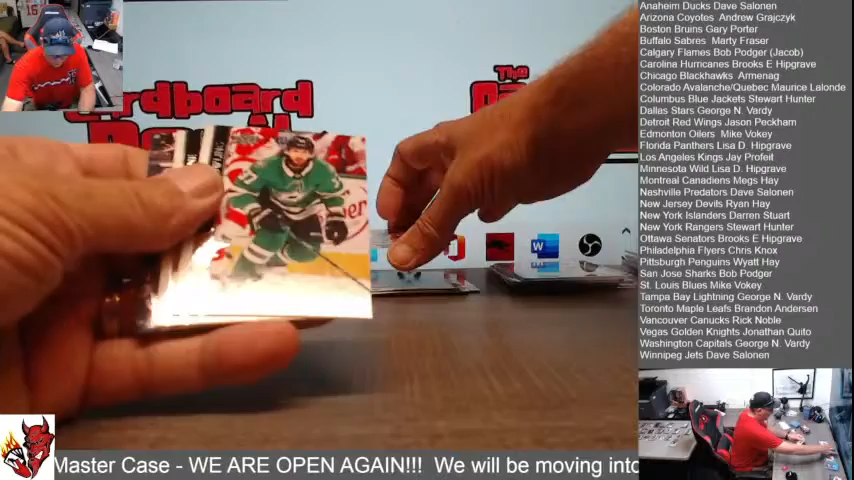 Anaheim Ducks Dave Salonen
Arizona Coyotes Andrew Grajczyk
Boston Bruins Gary Porter
Buffalo Sabres Marty Fraser
Calgary Flames Bob Podger (Jacob)
Carolina Hurricanes Brooks E Hipgrave
Chicago Blackhawks Armenag
Colorado Avalanche/Quebec Maurice Lalonde
Columbus Blue Jackets Stewart Hunter
Dallas Stars George N. Vardy
Detroit Red Wings Jason Peckham
Edmonton Oilers Mike Vokey
Florida Panthers Lisa D. Hipgrave
Los Angeles Kings Jay Profeit
Minnesota Wild Lisa D. Hipgrave
Montreal Canadiens Megs Hay
Nashville Predators Dave Salonen
New Jersey Devils Ryan Hay
New York Islanders Darren Stuart
New York Rangers Stewart Hunter
Ottawa Senators Brooks E Hipgrave
Philadelphia Flyers Chris Knox
Pittsburgh Penguins Wyatt Hay
San Jose Sharks Bob Podger
St. Louis Blues Mike Vokey
Tampa Bay Lightning George N. Vardy
Toronto Maple Leafs Brandon Andersen
Vancouver Canucks Rick Noble
Vegas Golden Knights Jonathan Quito
Washington Capitals George N. Vardy
Winnipeg Jets Dave Salonen
The
Master Case - WE ARE OPEN AGAIN!!! We will be moving into